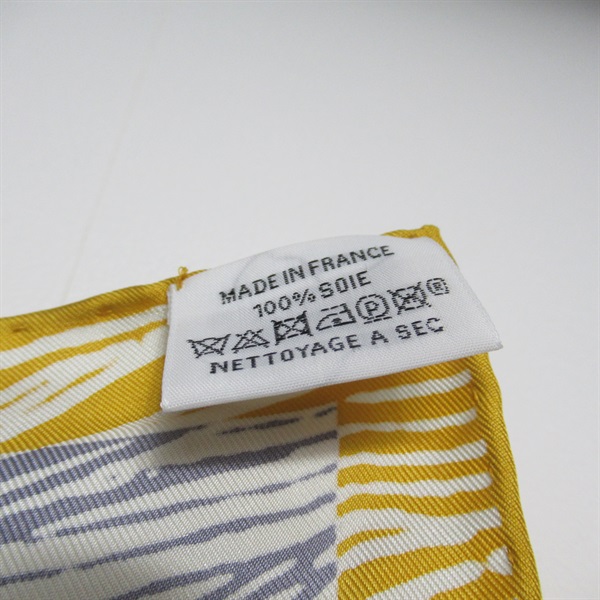 MADE IN FRANCE
100% SOIE
P ®
NETTOYAGE A SEC